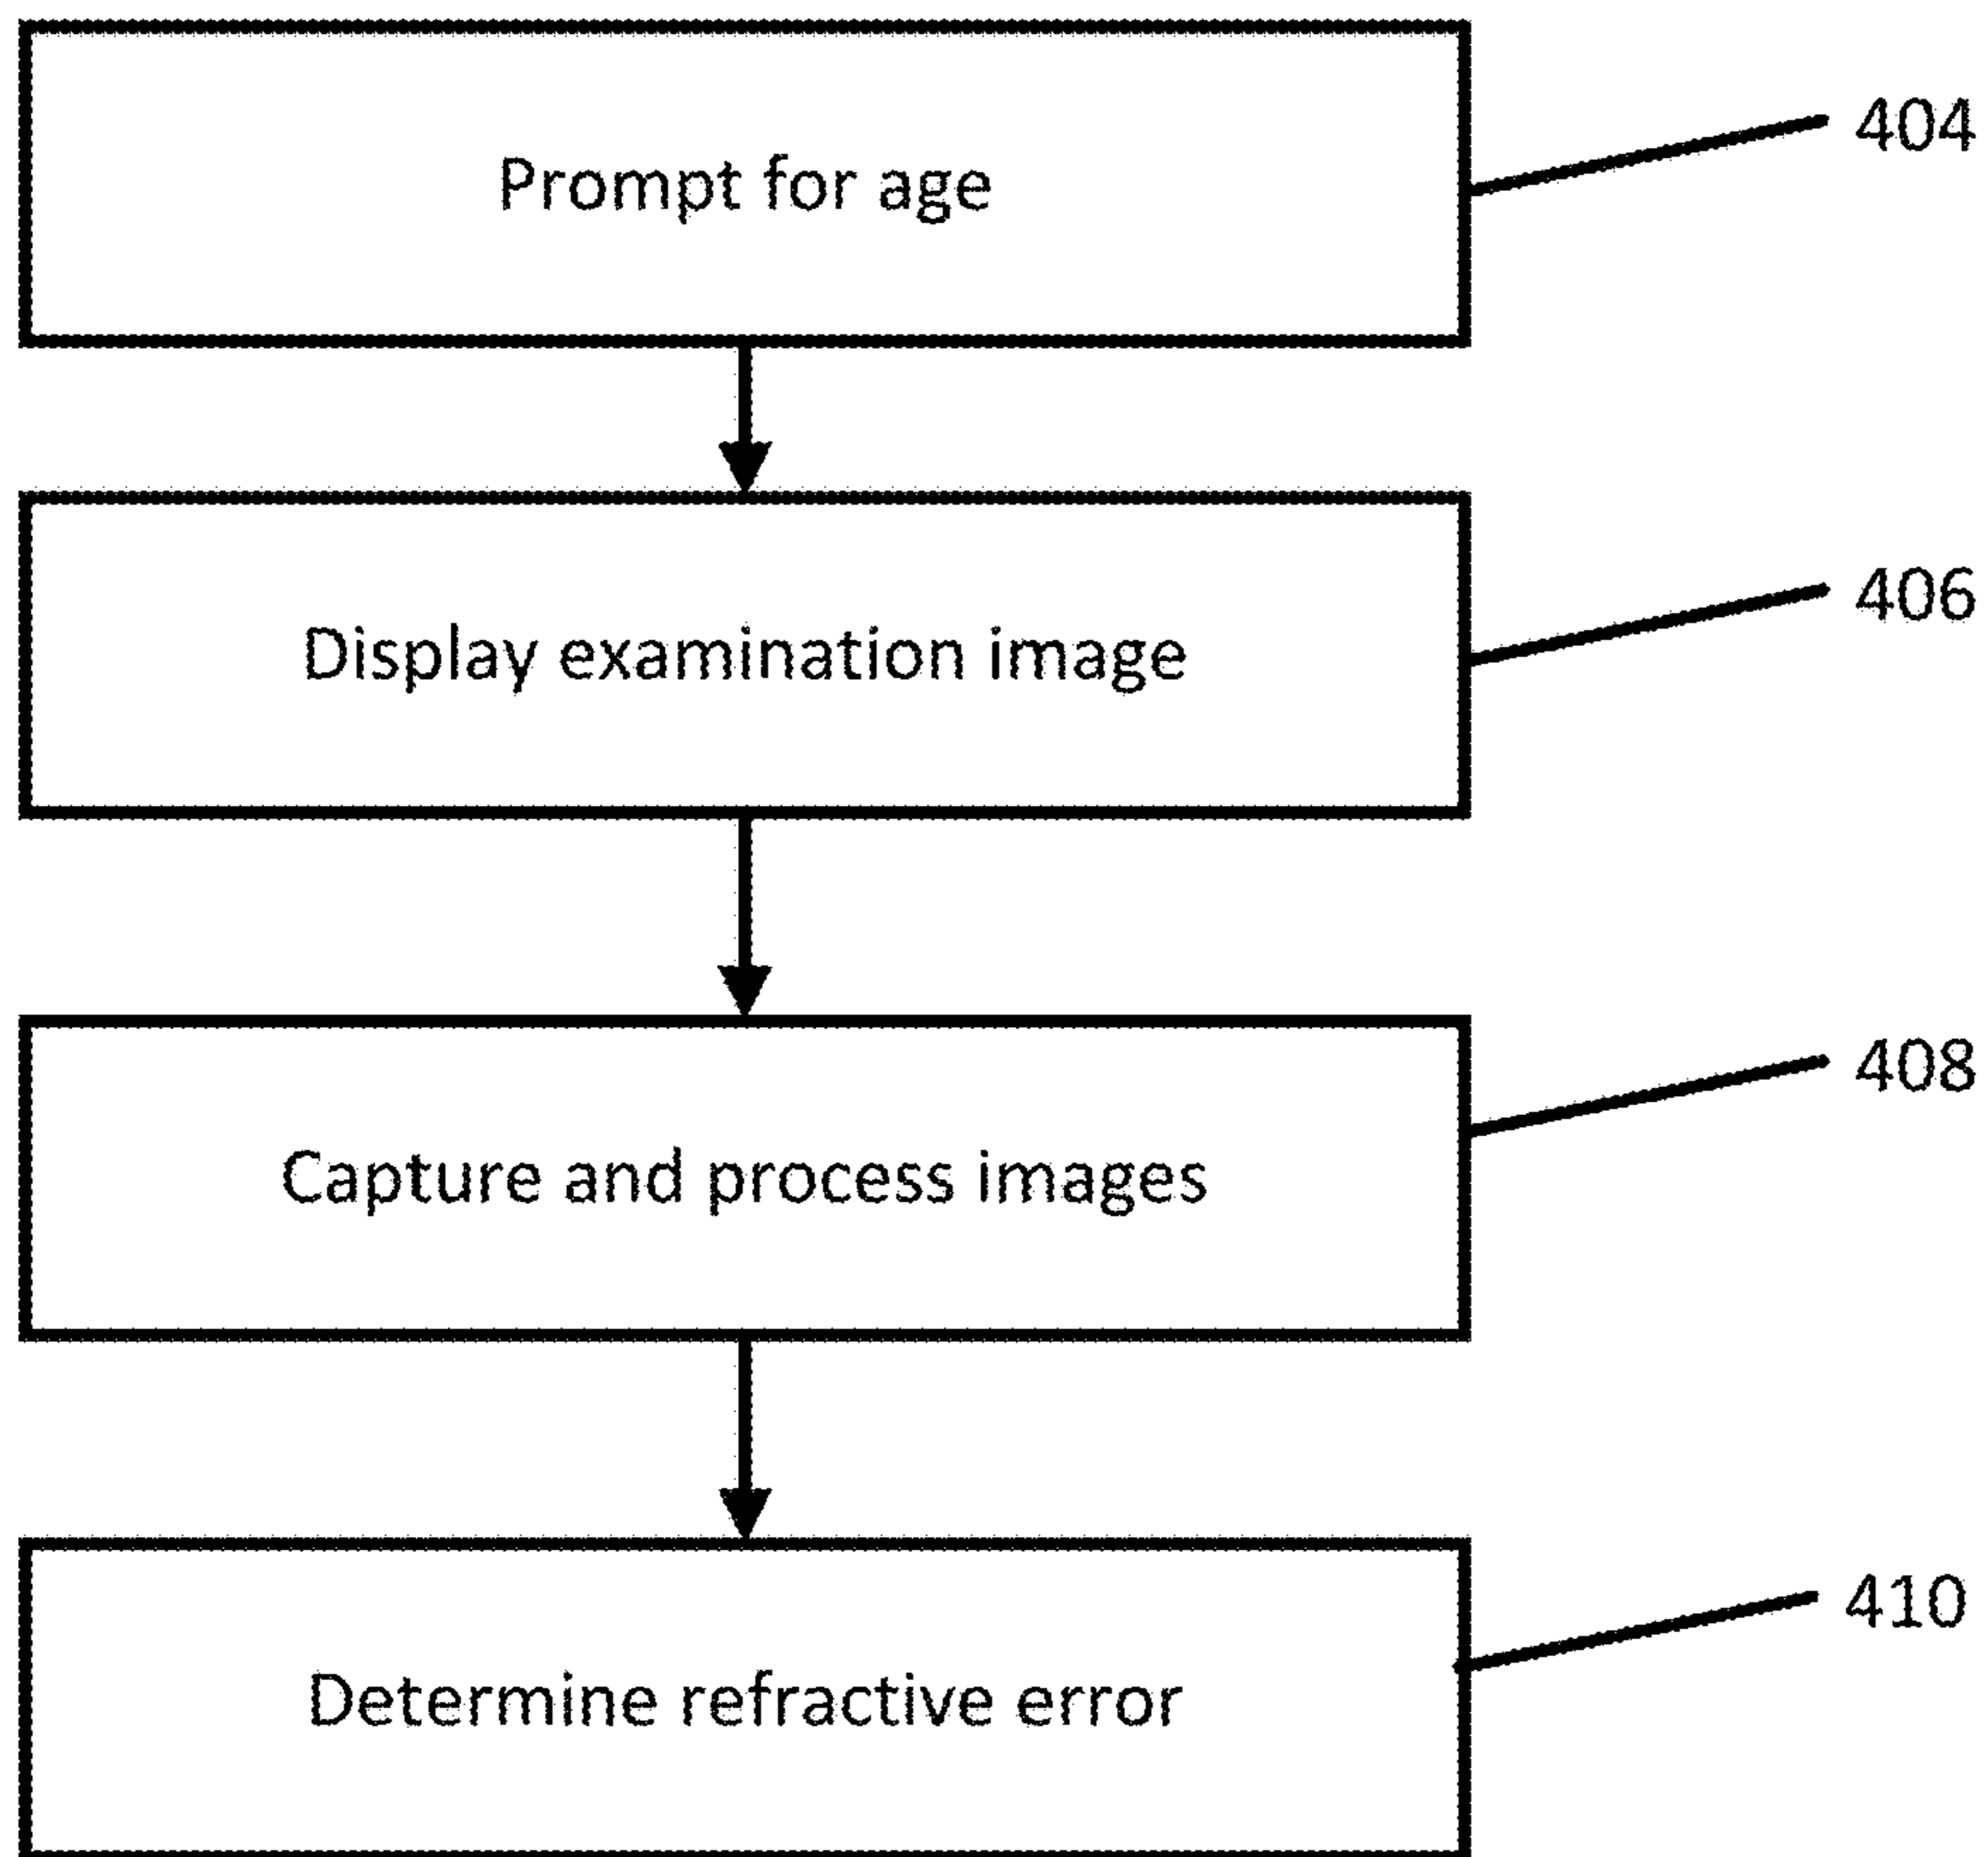 Prompt for age
404
Display examination image
406
Capture and process images
408
Determine refractive error
410